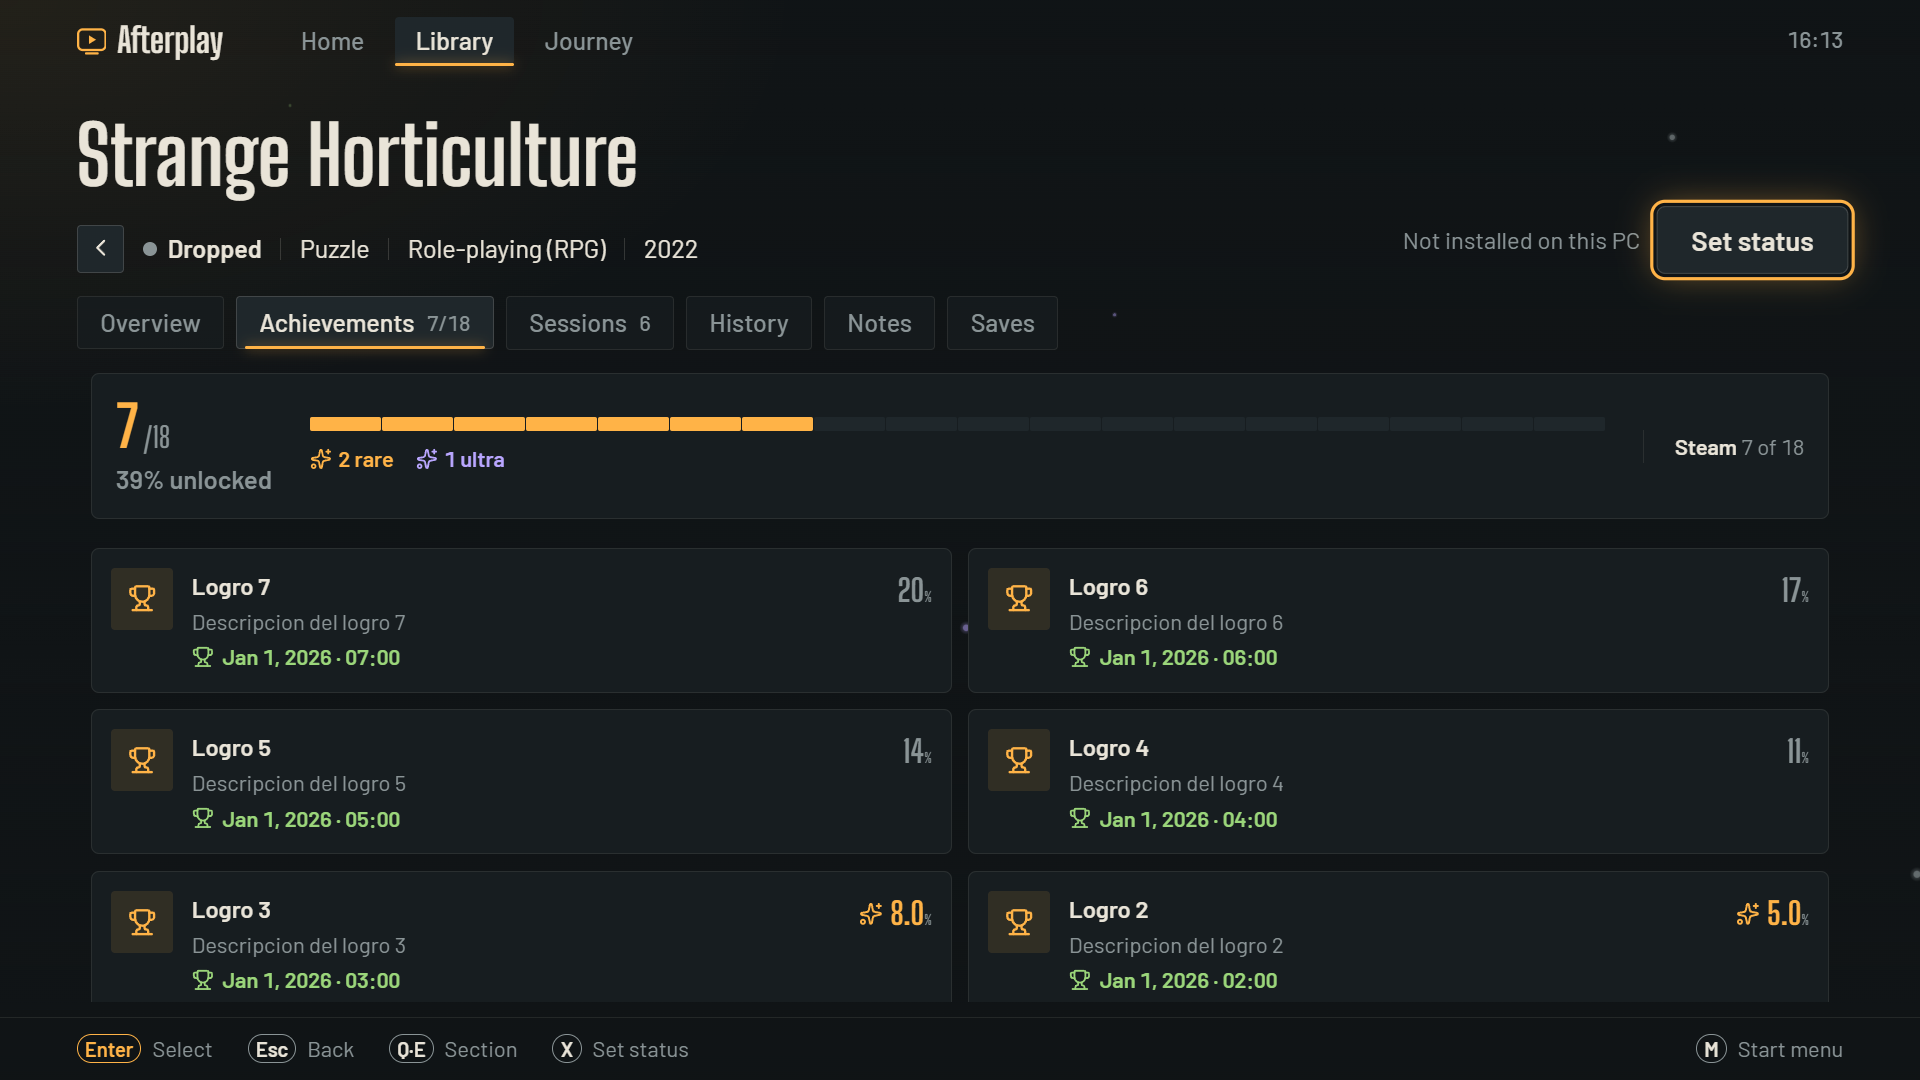 Afterplay
Home
Library
Journey
16:13
Strange Horticulture
Dropped
Puzzle
Role-playing (RPG)
2022
Not installed on this PC
Set status
Overview
Achievements 7/18
Sessions 6
History
Notes
Saves
7/18
39% unlocked
2 rare
1 ultra
Steam 7 of 18
Logro 7
20%
Descripcion del logro 7
Jan 1, 2026 · 07:00
Logro 6
17%
Descripcion del logro 6
Jan 1, 2026 · 06:00
Logro 5
14%
Descripcion del logro 5
Jan 1, 2026 · 05:00
Logro 4
11%
Descripcion del logro 4
Jan 1, 2026 · 04:00
Logro 3
8.0%
Descripcion del logro 3
Jan 1, 2026 · 03:00
Logro 2
5.0%
Descripcion del logro 2
Jan 1, 2026 · 02:00
Enter Select
Esc Back
Q·E Section
X Set status
M Start menu